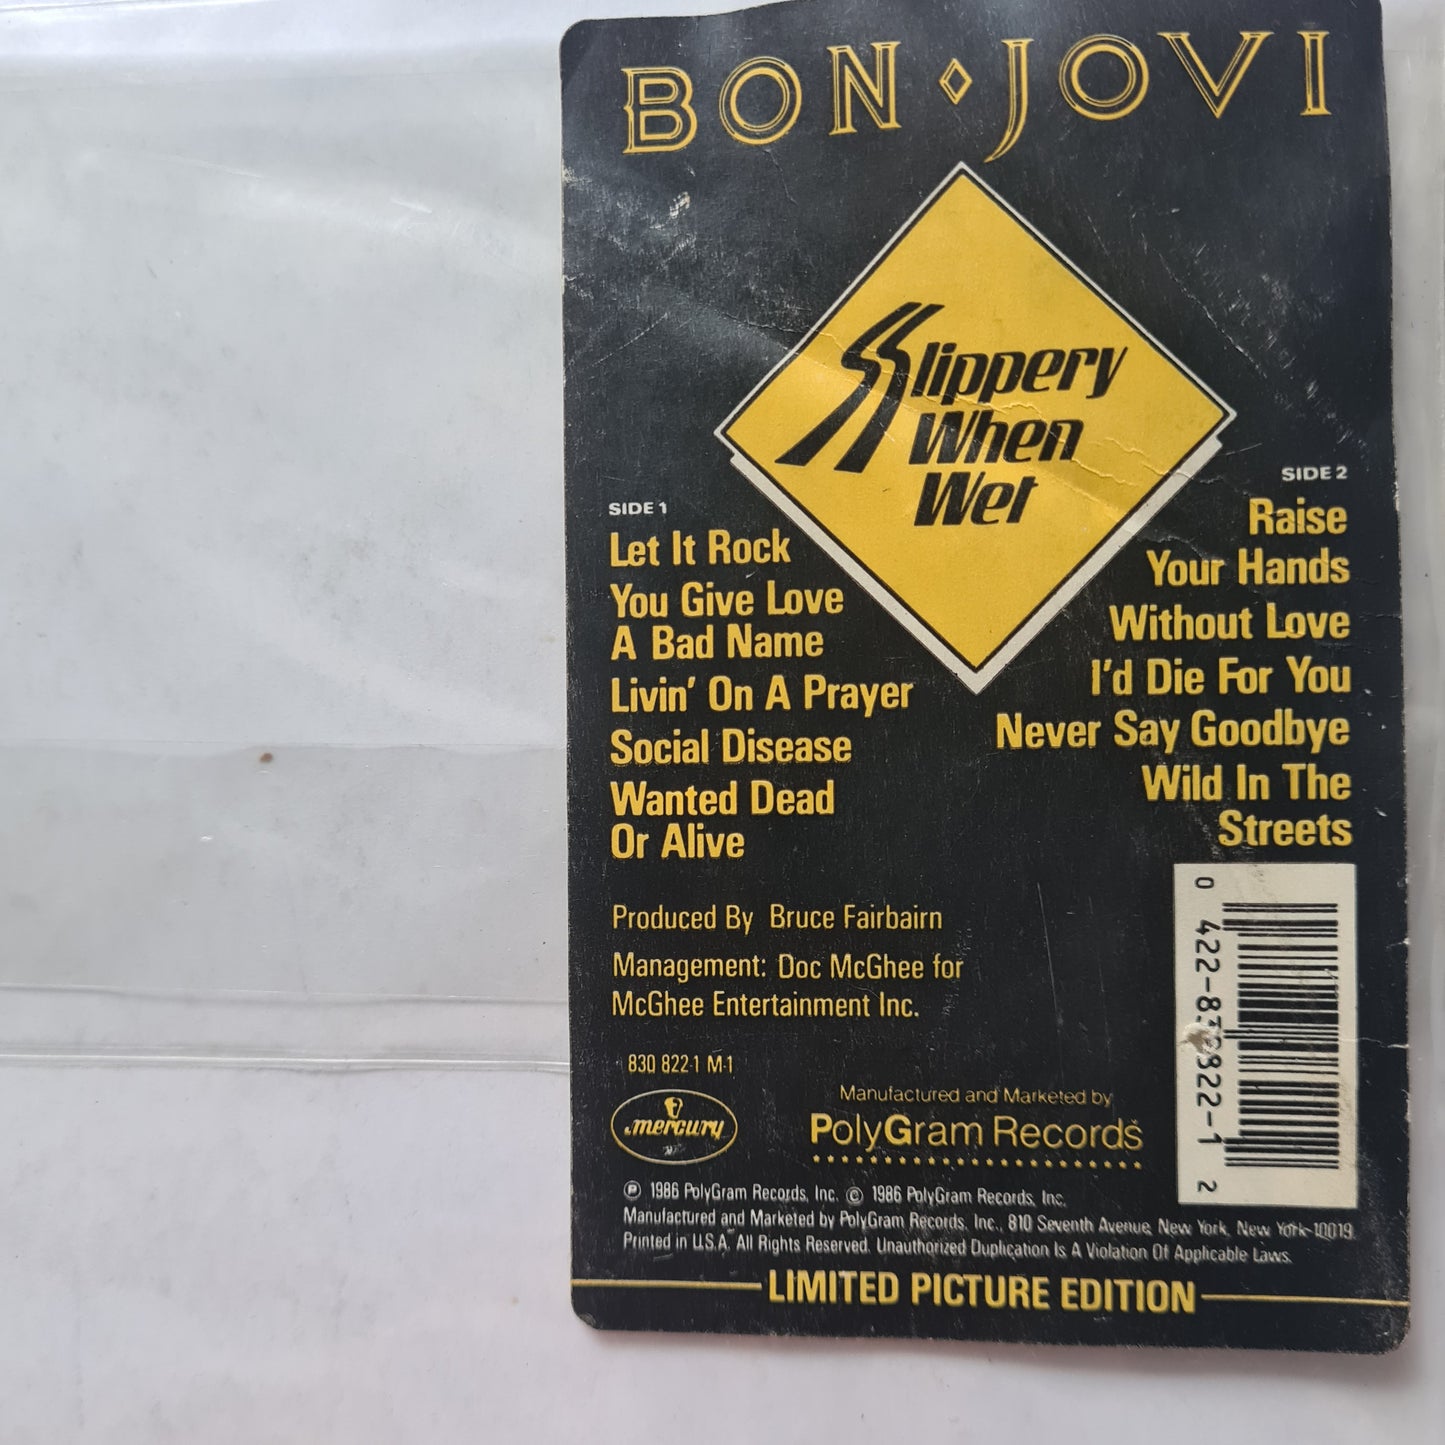 BON JOVI
Slippery
When
Wet
SIDE 1
Let It Rock
You Give Love
A Bad Name
Livin' On A Prayer
Social Disease
Wanted Dead
Or Alive
SIDE 2
Raise
Your Hands
Without Love
I'd Die For You
Never Say Goodbye
Wild In The
Streets
Produced By Bruce Fairbairn
Management: Doc McGhee for
McGhee Entertainment Inc.
830 822-1 M-1
mercury
Manufactured and Marketed by
PolyGram Records
0 422-830822-1 2
℗ 1986 PolyGram Records, Inc. © 1986 PolyGram Records, Inc.
Manufactured and Marketed by PolyGram Records, Inc., 810 Seventh Avenue, New York, New York 10019.
Printed in U.S.A. All Rights Reserved. Unauthorized Duplication Is A Violation Of Applicable Laws.
LIMITED PICTURE EDITION